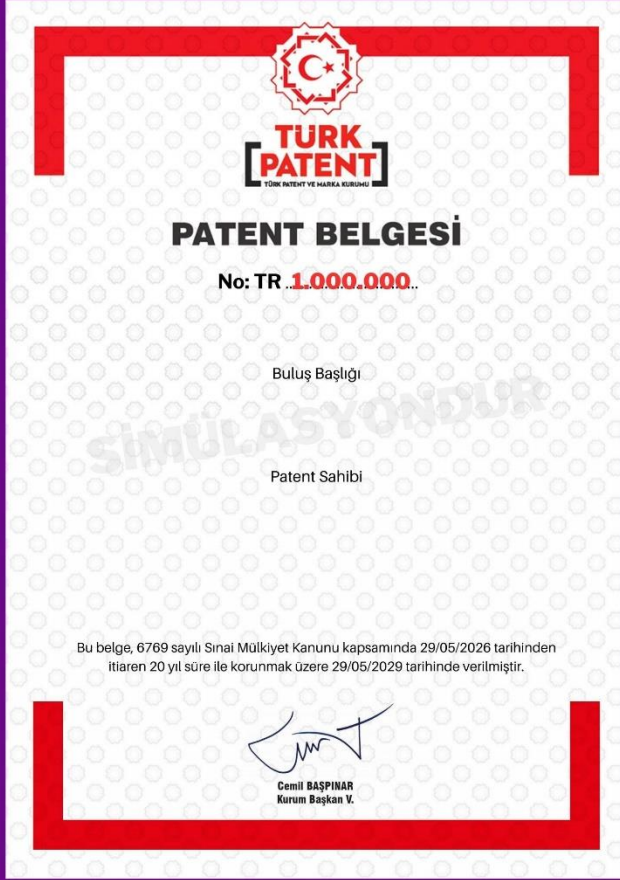 TÜRK
PATENT
TÜRK PATENT VE MARKA KURUMU
PATENT BELGESİ
No: TR ..1.000.000..
Buluş Başlığı
SİMÜLASYONDUR
Patent Sahibi
Bu belge, 6769 sayılı Sınai Mülkiyet Kanunu kapsamında 29/05/2026 tarihinden
itiaren 20 yıl süre ile korunmak üzere 29/05/2029 tarihinde verilmiştir.
Cemil BAŞPINAR
Kurum Başkan V.